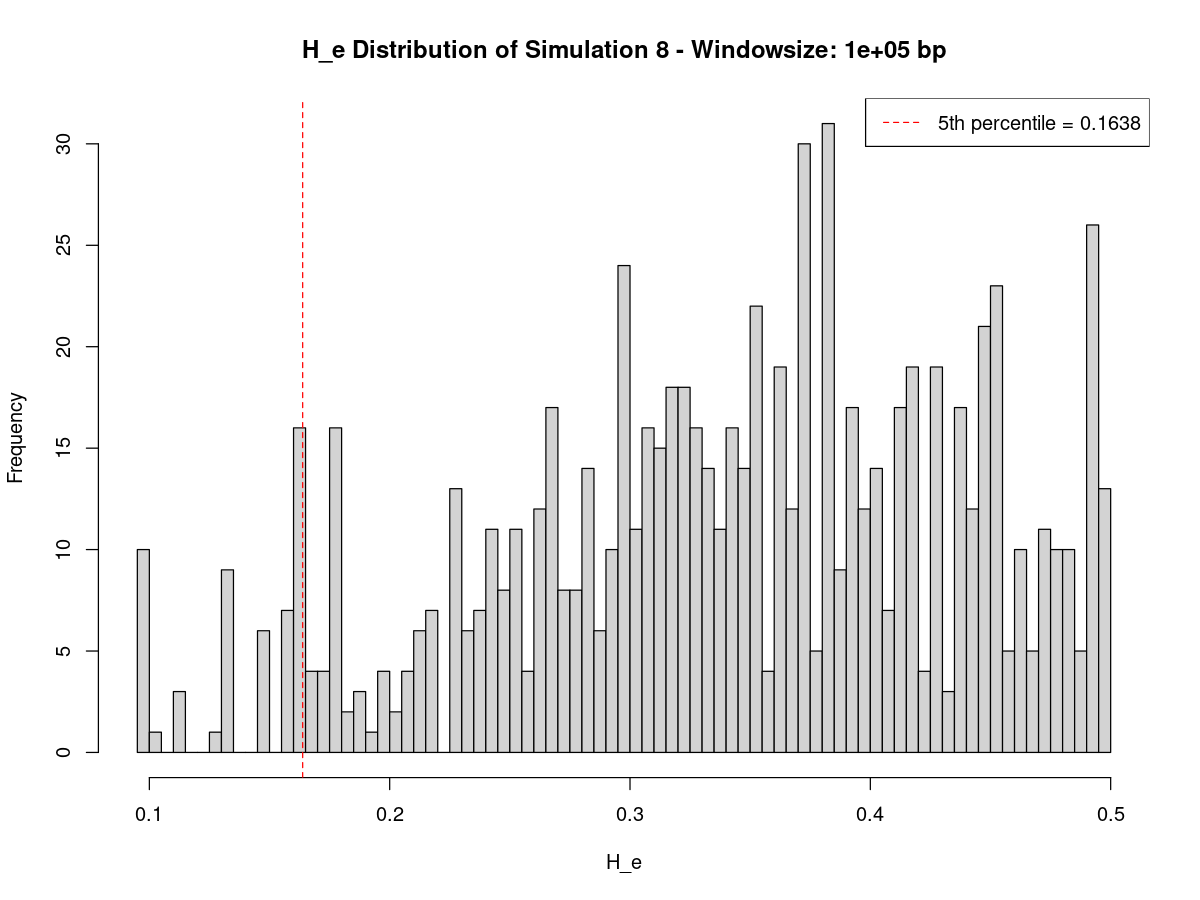 H_e Distribution of Simulation 8 - Windowsize: 1e+05 bp
5th percentile = 0.1638
30
25
20
15
10
5
0
Frequency
0.1 0.2 0.3 0.4 0.5
H_e